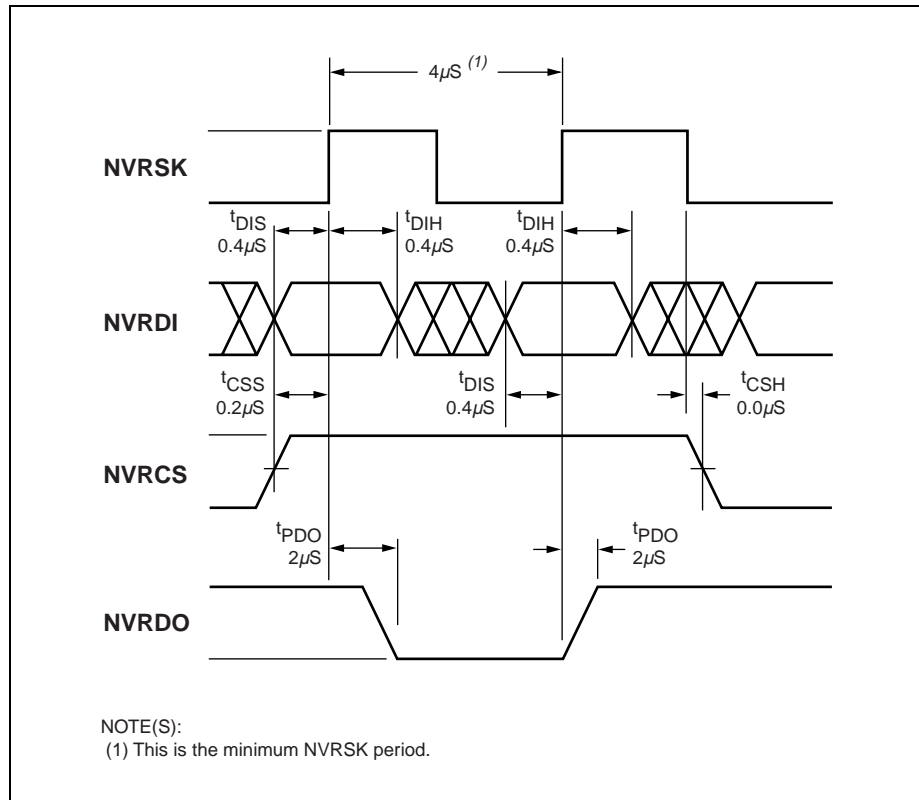 4µS (1)
NVRSK
tDIS
0.4µS
tDIH
0.4µS
tDIH
0.4µS
NVRDI
tCSS
0.2µS
tDIS
0.4µS
tCSH
0.0µS
NVRCS
tPDO
2µS
tPDO
2µS
NVRDO
NOTE(S):
(1) This is the minimum NVRSK period.